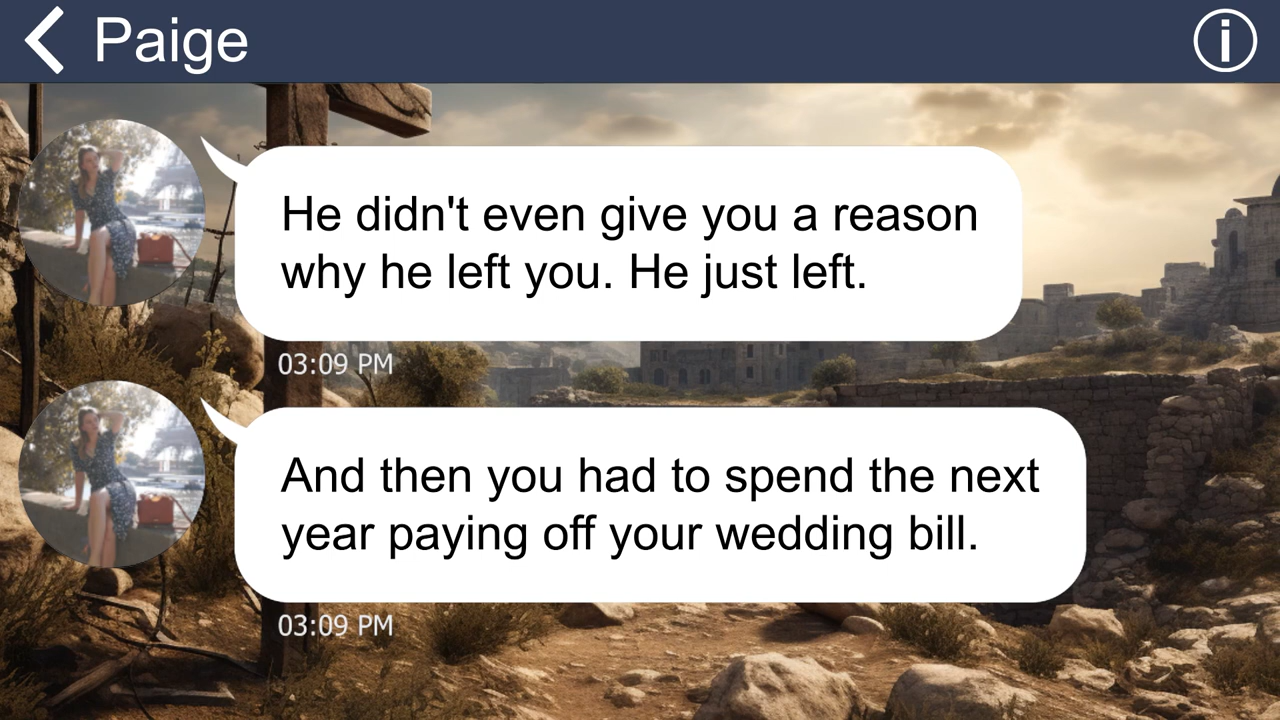 Paige
He didn't even give you a reason
why he left you. He just left.
03:09 PM
And then you had to spend the next
year paying off your wedding bill.
03:09 PM